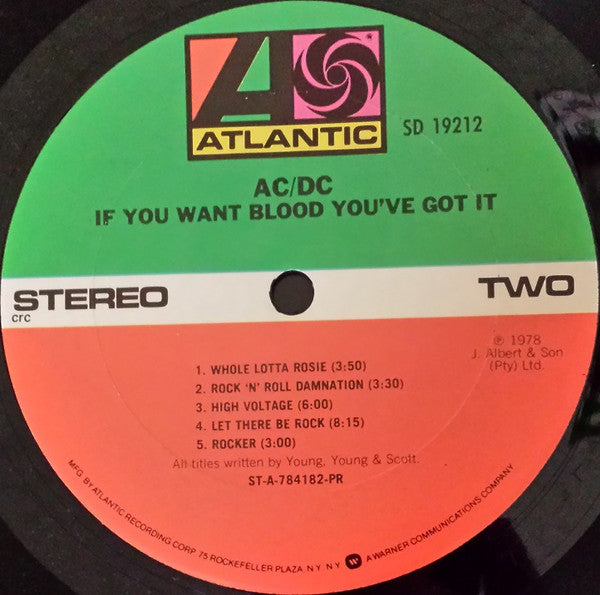 ATLANTIC
SD 19212
AC/DC
IF YOU WANT BLOOD YOU'VE GOT IT
STEREO
TWO
crc
℗ 1978
J. Albert & Son
(Pty) Ltd.
1. WHOLE LOTTA ROSIE (3:50)
2. ROCK 'N' ROLL DAMNATION (3:30)
3. HIGH VOLTAGE (6:00)
4. LET THERE BE ROCK (8:15)
5. ROCKER (3:00)
All titles written by Young, Young & Scott.
ST-A-784182-PR
MFG. BY ATLANTIC RECORDING CORP. 75 ROCKEFELLER PLAZA N.Y. N.Y. W A WARNER COMMUNICATIONS COMPANY